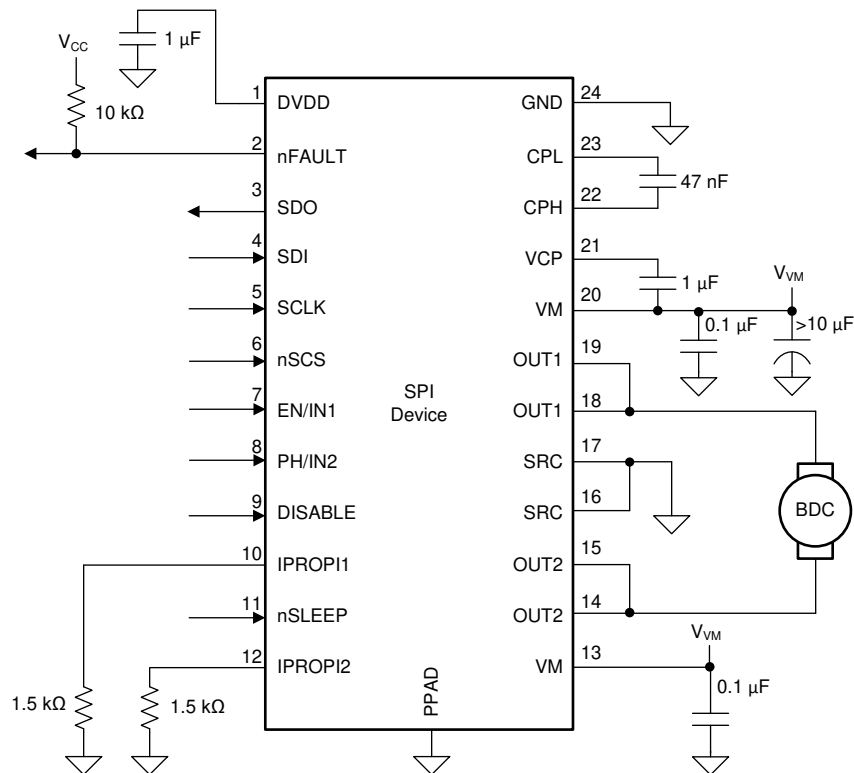 1 µF
V_CC
10 kΩ
1 DVDD
2 nFAULT
3 SDO
4 SDI
5 SCLK
6 nSCS
7 EN/IN1
8 PH/IN2
9 DISABLE
10 IPROPI1
11 nSLEEP
12 IPROPI2
1.5 kΩ
1.5 kΩ
SPI
Device
PPAD
GND 24
CPL 23
47 nF
CPH 22
VCP 21
1 µF
VM 20
V_VM
0.1 µF
>10 µF
OUT1 19
OUT1 18
SRC 17
SRC 16
BDC
OUT2 15
OUT2 14
VM 13
V_VM
0.1 µF